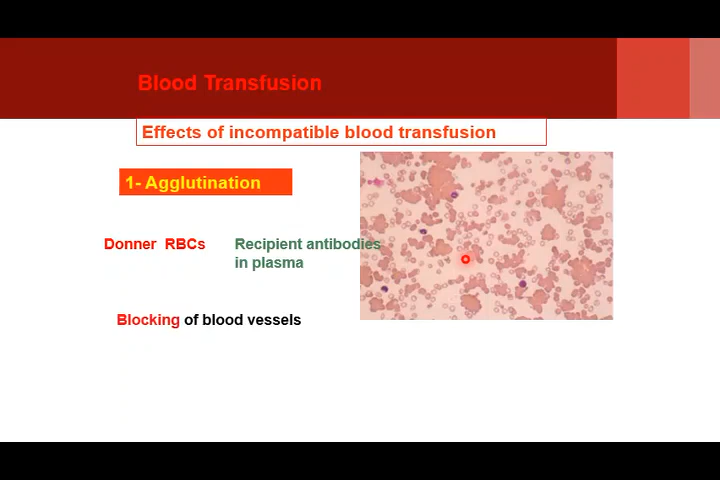 Blood Transfusion
Effects of incompatible blood transfusion
1- Agglutination
Donner RBCs
Recipient antibodies
in plasma
Blocking of blood vessels